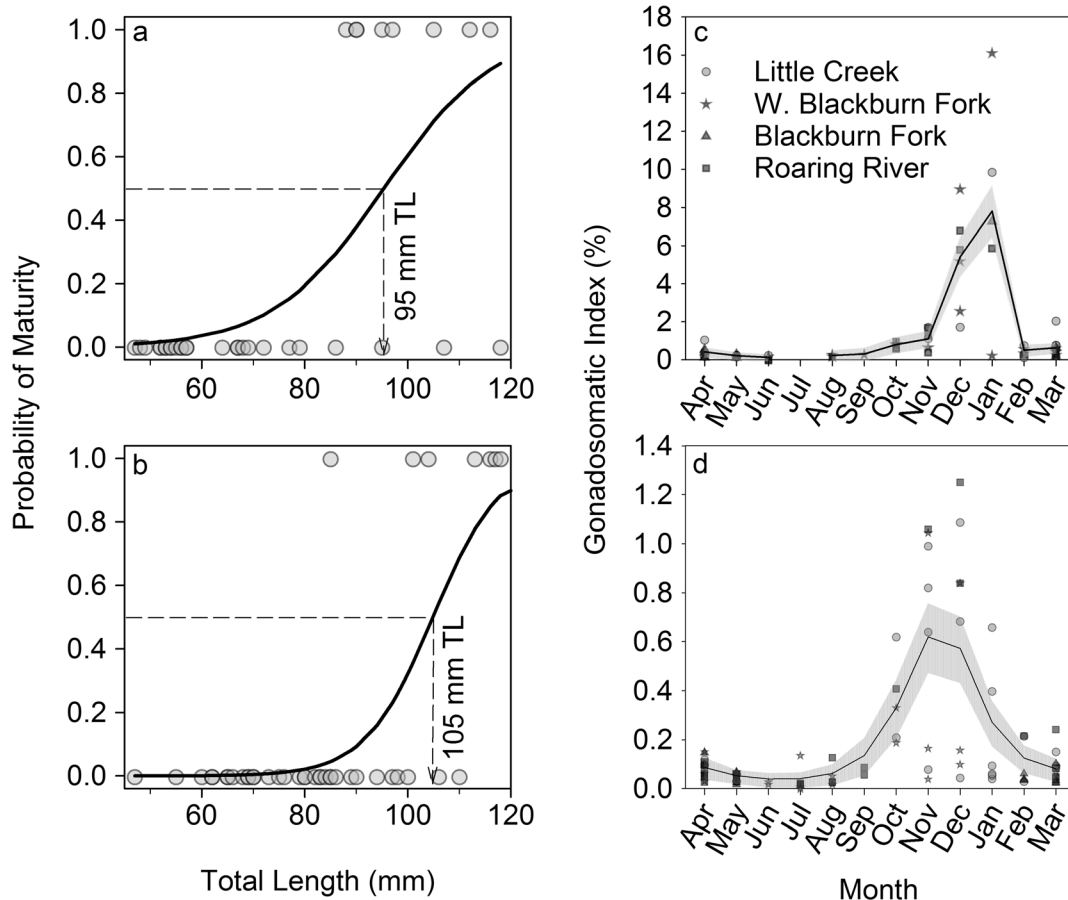 Probability of Maturity
a
1.0
0.8
0.6
0.4
0.2
0.0
95 mm TL
60
80
100
120
b
1.0
0.8
0.6
0.4
0.2
0.0
105 mm TL
60
80
100
120
Total Length (mm)
Gonadosomatic Index (%)
c
18
16
14
12
10
8
6
4
2
0
Little Creek
W. Blackburn Fork
Blackburn Fork
Roaring River
Apr
May
Jun
Jul
Aug
Sep
Oct
Nov
Dec
Jan
Feb
Mar
d
1.4
1.2
1.0
0.8
0.6
0.4
0.2
0.0
Apr
May
Jun
Jul
Aug
Sep
Oct
Nov
Dec
Jan
Feb
Mar
Month